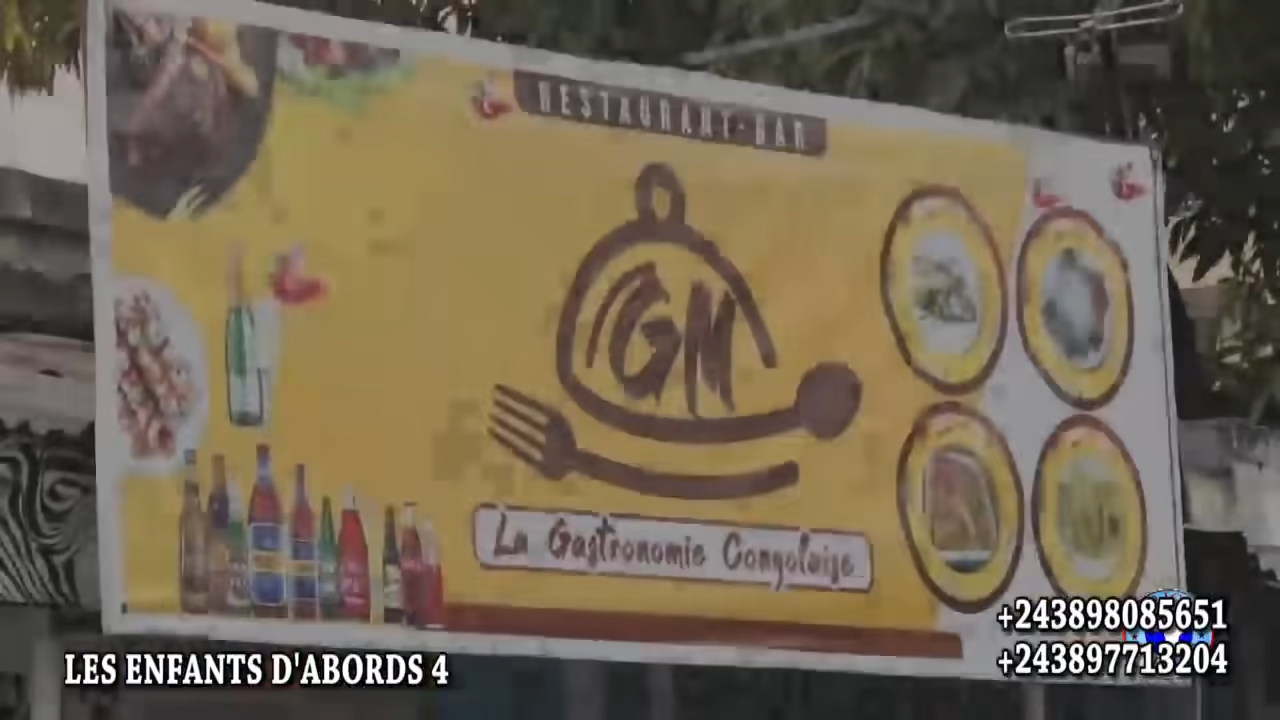 RESTAURANT-BAR
GM
La Gastronomie Congolaise
+243898085651
+243897713204
LES ENFANTS D'ABORDS 4